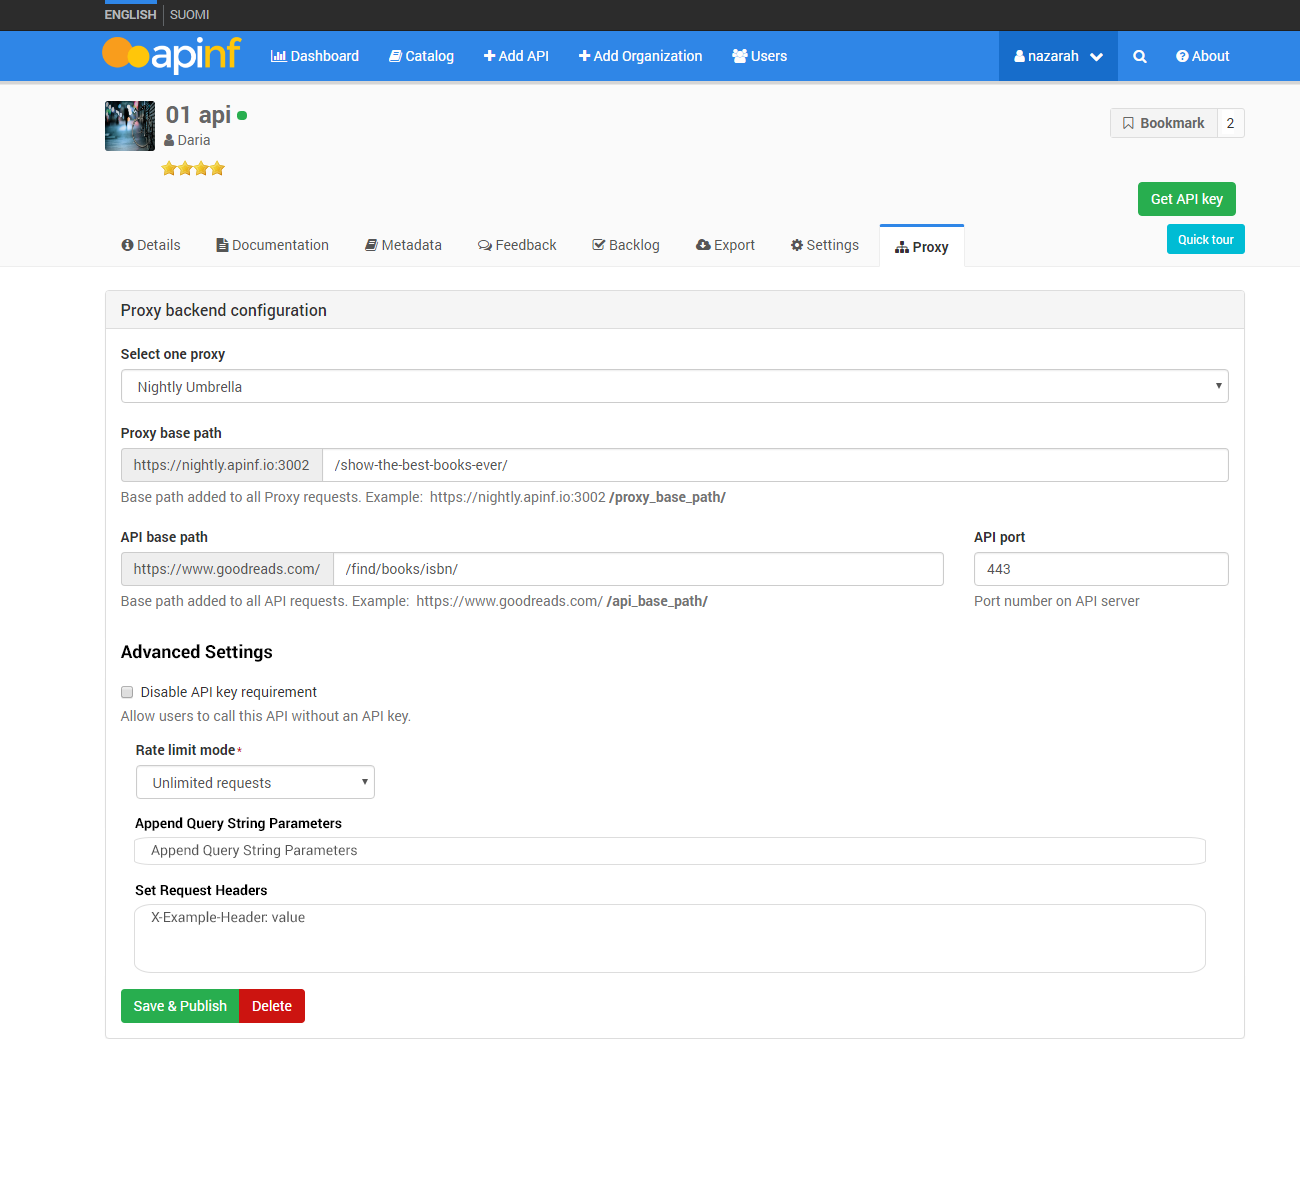 ENGLISH SUOMI
apinf Dashboard Catalog Add API Add Organization Users nazarah About
01 api
Daria
Bookmark 2
Get API key
Details Documentation Metadata Feedback Backlog Export Settings Proxy Quick tour
Proxy backend configuration
Select one proxy
Nightly Umbrella
Proxy base path
https://nightly.apinf.io:3002 /show-the-best-books-ever/
Base path added to all Proxy requests. Example: https://nightly.apinf.io:3002 /proxy_base_path/
API base path API port
https://www.goodreads.com/ /find/books/isbn/ 443
Base path added to all API requests. Example: https://www.goodreads.com/ /api_base_path/ Port number on API server
Advanced Settings
Disable API key requirement
Allow users to call this API without an API key.
Rate limit mode*
Unlimited requests
Append Query String Parameters
Append Query String Parameters
Set Request Headers
X-Example-Header: value
Save & Publish Delete